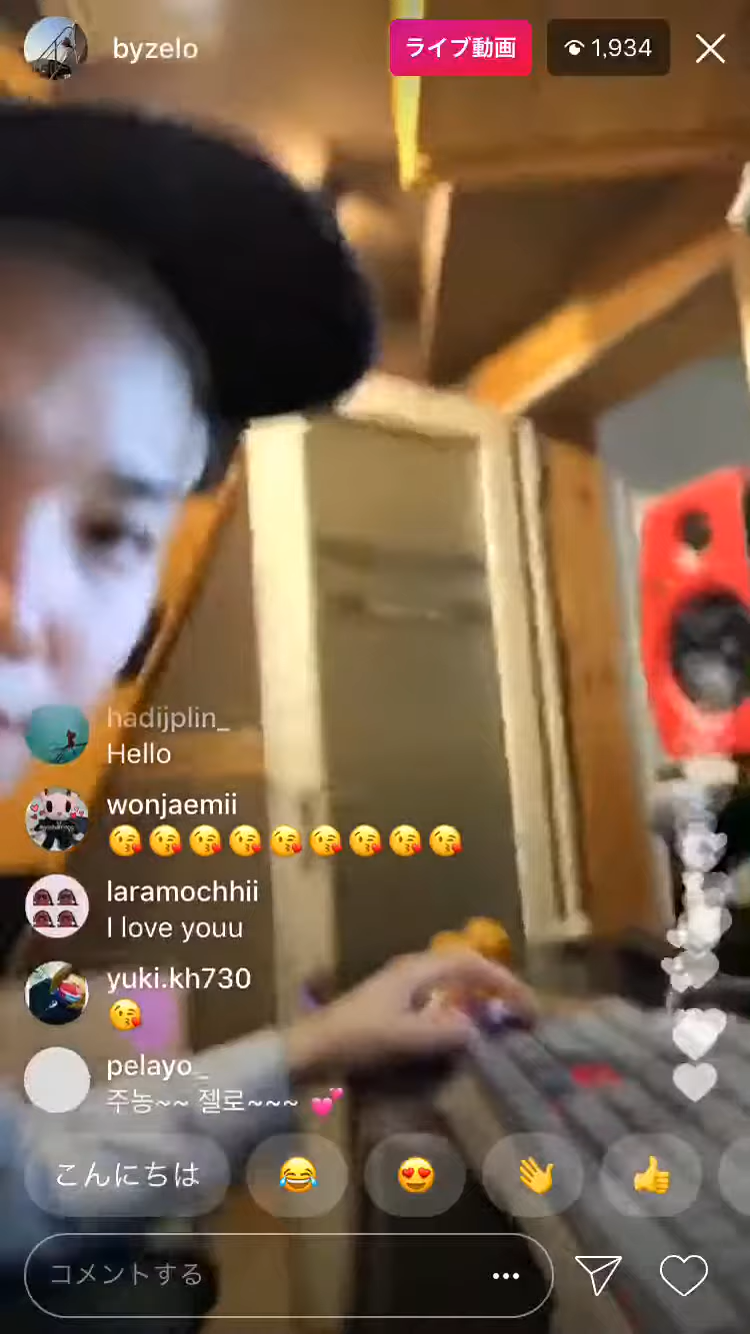 byzelo
ライブ動画
1,934
hadijplin_
Hello
wonjaemii
😘😘😘😘😘😘😘😘😘
laramochhii
I love youu
yuki.kh730
😘
pelayo_
주농~~ 젤로~~~ 💕
こんにちは 😂 😍 👋 👍
コメントする